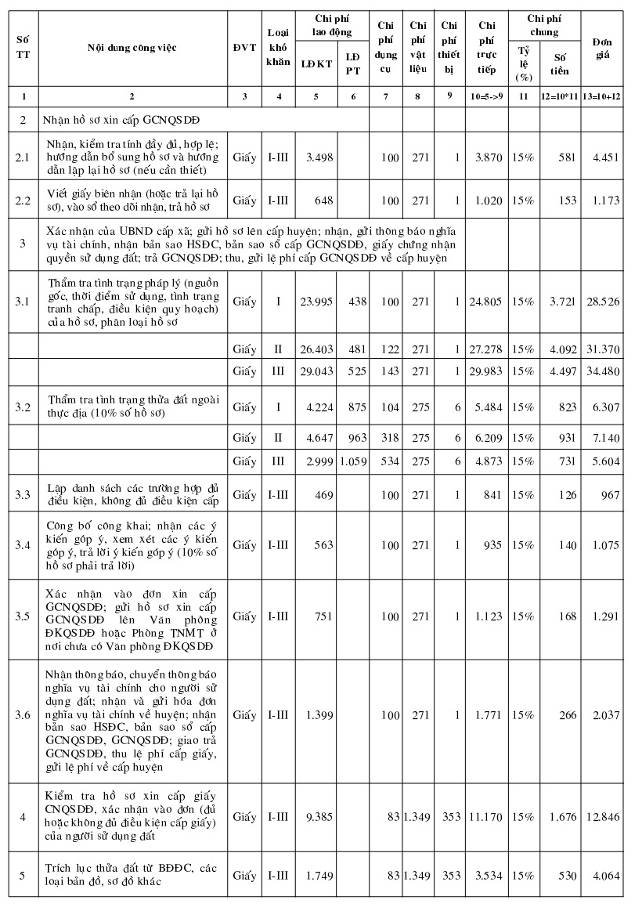 Số TT | Nội dung công việc | ĐVT | Loại khó khăn | Chi phí lao động | Chi phí dụng cụ | Chi phí vật liệu | Chi phí thiết bị | Chi phí trực tiếp | Chi phí chung | Đơn giá
LĐKT | LĐ PT | Tỷ lệ (%) | Số tiền
1 | 2 | 3 | 4 | 5 | 6 | 7 | 8 | 9 | 10=5->9 | 11 | 12=10*11 | 13=10+12
2 | Nhận hồ sơ xin cấp GCNQSDĐ
2.1 | Nhận, kiểm tra tính đầy đủ, hợp lệ;
hướng dẫn bổ sung hồ sơ và hướng | Giấy | I-III | 3.498 | 100 | 271 | 1 | 3.870 | 15% | 581 | 4.451
dẫn lập lại hồ sơ (nếu cần thiết)
2.2 | Viết giấy biên nhận (hoặc trả lại hồ | Giấy | I-III | 648 | 100 | 271 | 1 | 1.020 | 15% | 153 | 1.173
sơ), vào sổ theo dõi nhận, trả hồ sơ
3 | Xác nhận của UBND cấp xã; gửi hồ sơ lên cấp huyện; nhận, gửi thông báo nghĩa
vụ tài chính, nhận bản sao HSĐC, bản sao sổ cấp GCNQSDĐ, giấy chứng nhận
quyền sử dụng đất; trả GCNQSDĐ; thu, gửi lệ phí cấp GCNQSDĐ về cấp huyện
3.1 | Thẩm tra tình trạng pháp lý (nguồn
gốc, thời điểm sử dụng, tình trạng | Giấy | I | 23.995 | 438 | 100 | 271 | 1 | 24.805 | 15% | 3.721 | 28.526
tranh chấp, điều kiện quy hoạch)
của hồ sơ, phân loại hồ sơ
Giấy | II | 26.403 | 481 | 122 | 271 | 1 | 27.278 | 15% | 4.092 | 31.370
Giấy | III | 29.043 | 525 | 143 | 271 | 1 | 29.983 | 15% | 4.497 | 34.480
3.2 | Thẩm tra tình trạng thửa đất ngoài | Giấy | I | 4.224 | 875 | 104 | 275 | 6 | 5.484 | 15% | 823 | 6.307
thực địa (10% số hồ sơ)
Giấy | II | 4.647 | 963 | 318 | 275 | 6 | 6.209 | 15% | 931 | 7.140
Giấy | III | 2.999 | 1.059 | 534 | 275 | 6 | 4.873 | 15% | 731 | 5.604
3.3 | Lập danh sách các trường hợp đủ | Giấy | I-III | 469 | 100 | 271 | 1 | 841 | 15% | 126 | 967
điều kiện, không đủ điều kiện cấp
3.4 | Công bố công khai; nhận các ý
kiến góp ý, xem xét các ý kiến | Giấy | I-III | 563 | 100 | 271 | 1 | 935 | 15% | 140 | 1.075
góp ý, trả lời ý kiến góp ý (10% số
hồ sơ phải trả lời)
3.5 | Xác nhận vào đơn xin cấp
GCNQSDĐ; gửi hồ sơ xin cấp
GCNQSDĐ lên Văn phòng | Giấy | I-III | 751 | 100 | 271 | 1 | 1.123 | 15% | 168 | 1.291
ĐKQSDĐ hoặc Phòng TNMT ở
nơi chưa có Văn phòng ĐKQSDĐ
3.6 | Nhận thông báo, chuyển thông báo
nghĩa vụ tài chính cho người sử
dụng đất; nhận và gửi hóa đơn
nghĩa vụ tài chính về huyện; nhận | Giấy | I-III | 1.399 | 100 | 271 | 1 | 1.771 | 15% | 266 | 2.037
bản sao HSĐC, bản sao sổ cấp
GCNQSDĐ, GCNQSDĐ; giao trả
GCNQSDĐ, thu lệ phí cấp giấy,
gửi lệ phí về cấp huyện
4 | Kiểm tra hồ sơ xin cấp giấy
CNQSDĐ, xác nhận vào đơn (đủ | Giấy | I-III | 9.385 | 83 | 1.349 | 353 | 11.170 | 15% | 1.676 | 12.846
hoặc không đủ điều kiện cấp giấy)
của người sử dụng đất
5 | Trích lục thửa đất từ BĐĐC, các | Giấy | I-III | 1.749 | 83 | 1.349 | 353 | 3.534 | 15% | 530 | 4.064
loại bản đồ, sơ đồ khác